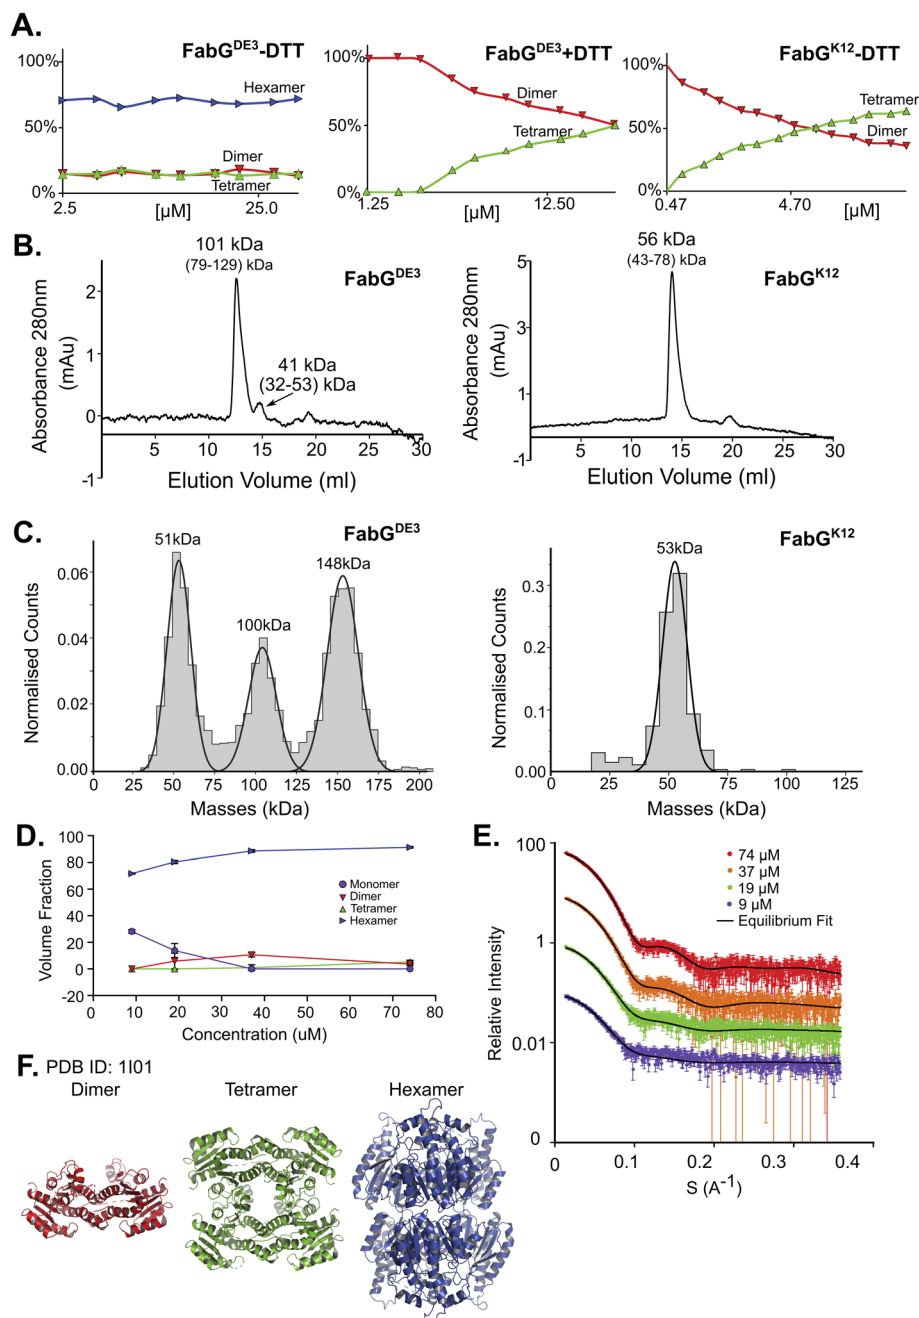 A.
FabG^DE3-DTT
FabG^DE3+DTT
FabG^K12-DTT
100%
50%
0%
Hexamer
Dimer
Tetramer
2.5
[µM]
25.0
100%
50%
0%
Dimer
Tetramer
1.25
[µM]
12.50
100%
50%
0%
Tetramer
Dimer
0.47
4.70
[µM]
B.
101 kDa
(79-129) kDa
FabG^DE3
41 kDa
(32-53) kDa
Absorbance 280nm
(mAu)
2
1
0
-1
5 10 15 20 25 30
Elution Volume (ml)
56 kDa
(43-78) kDa
FabG^K12
Absorbance 280nm
(mAu)
5
3
1
-1
5 10 15 20 25 30
Elution Volume (ml)
C.
FabG^DE3
51kDa
100kDa
148kDa
Normalised Counts
0.06
0.04
0.02
0.00
0 25 50 75 100 125 150 175 200
Masses (kDa)
FabG^K12
53kDa
Normalised Counts
0.3
0.2
0.1
0.00
0 25 50 75 100 125
Masses (kDa)
D.
Volume Fraction
100
80
60
40
20
0
-20
Monomer
Dimer
Tetramer
Hexamer
0 10 20 30 40 50 60 70 80
Concentration (uM)
E.
Relative Intensity
100
1
0.01
0
74 µM
37 µM
19 µM
9 µM
Equilibrium Fit
0 0.1 0.2 0.3 0.4
S (A^-1)
F. PDB ID: 1I01
Dimer
Tetramer
Hexamer